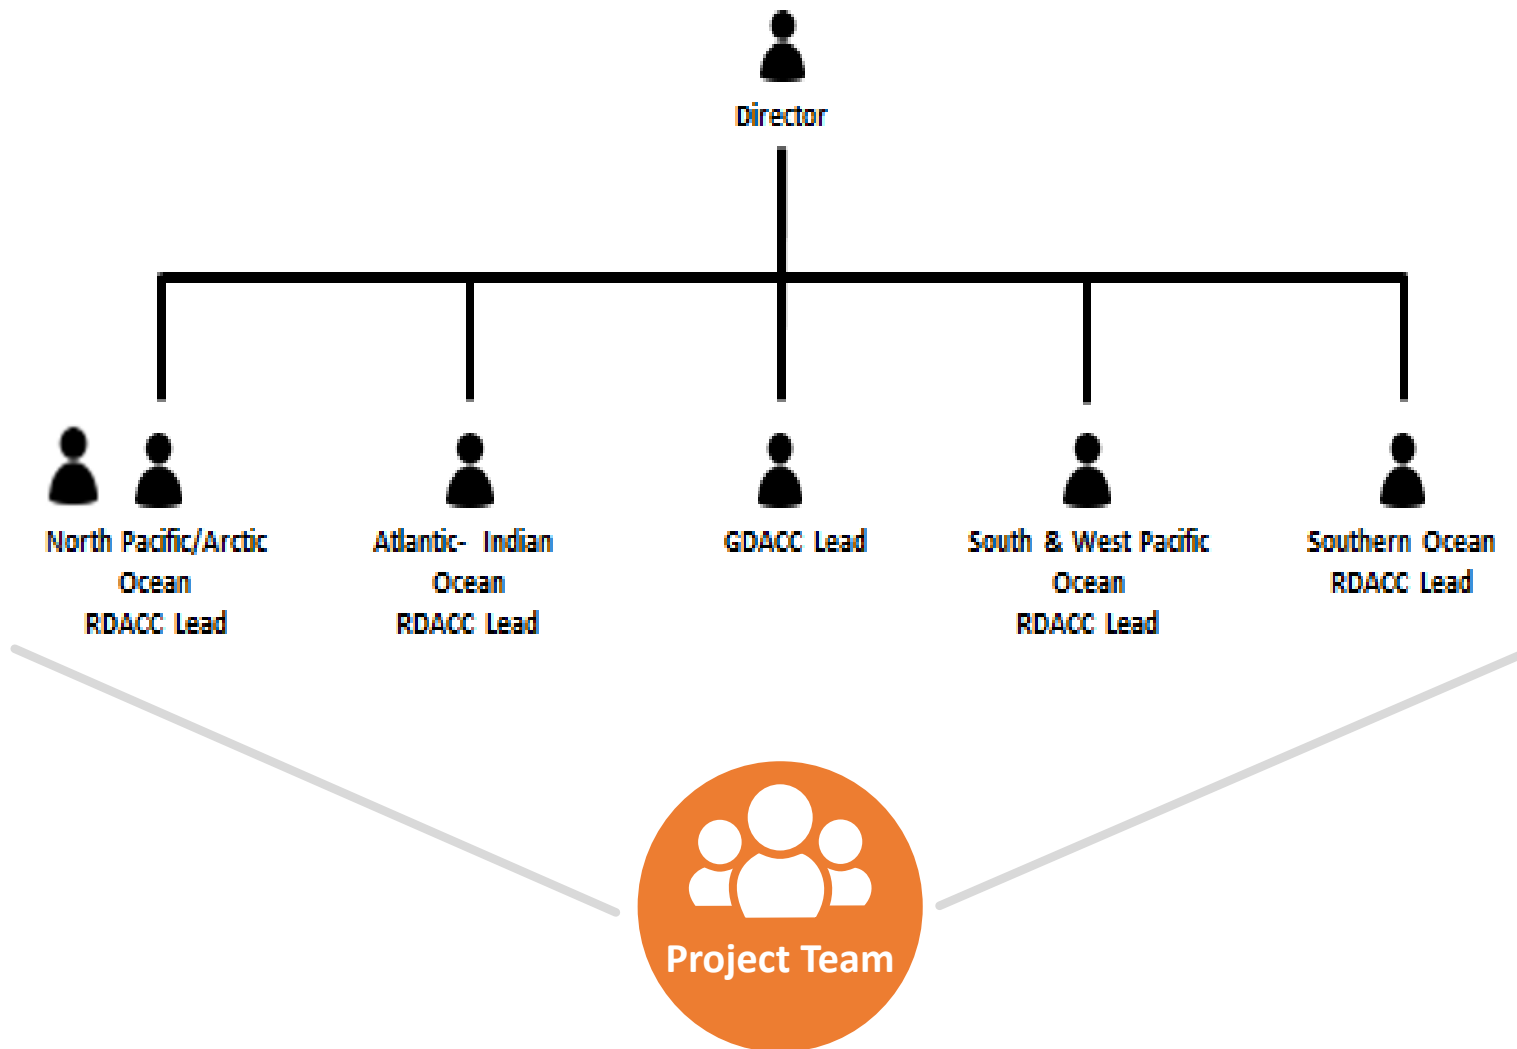 Director
North Pacific/Arctic
Ocean
RDACC Lead
Atlantic- Indian
Ocean
RDACC Lead
GDACC Lead
South & West Pacific
Ocean
RDACC Lead
Southern Ocean
RDACC Lead
Project Team